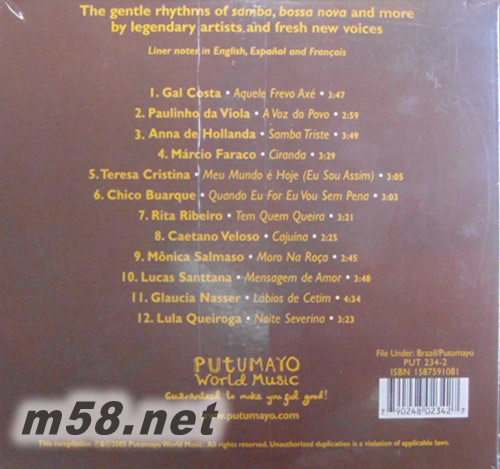 The gentle rhythms of samba, bossa nova and more
by legendary artists and fresh new voices
Liner notes in English, Español and Français
1. Gal Costa • Aquele Frevo Axé • 3:47
2. Paulinho da Viola • A Voz do Povo • 2:59
3. Anna de Hollanda • Samba Triste • 3:49
4. Márcio Faraco • Ciranda • 3:29
5. Teresa Cristina • Meu Mundo é Hoje (Eu Sou Assim) • 3:05
6. Chico Buarque • Quando Eu For Eu Vou Sem Pena • 3:03
7. Rita Ribeiro • Tem Quem Queira • 3:21
8. Caetano Veloso • Cajuína • 2:25
9. Mônica Salmaso • Moro Na Roça • 2:45
10. Lucas Santtana • Mensagem de Amor • 3:48
11. Glaucia Nasser • Lábios de Cetim • 4:34
12. Lula Queiroga • Noite Severina • 3:23
PUTUMAYO
World Music
Guaranteed to make you feel good!
www.putumayo.com
File Under: Brazil/Putumayo
PUT 234-2
ISBN 1587591081
7 90248 02342 7
m58.net
This compilation ℗ & © 2005 Putumayo World Music. All rights reserved. Unauthorized duplication is a violation of applicable laws.